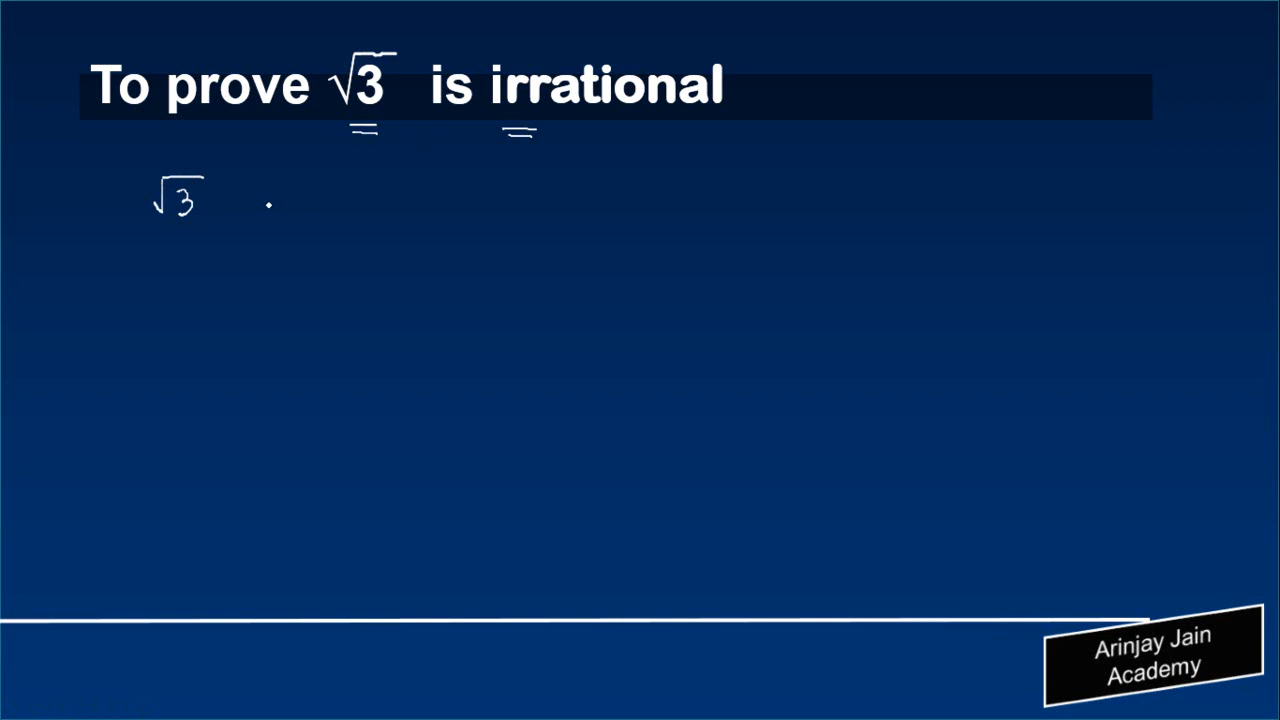 To prove √3 is irrational
√3 .
Arinjay Jain
Academy